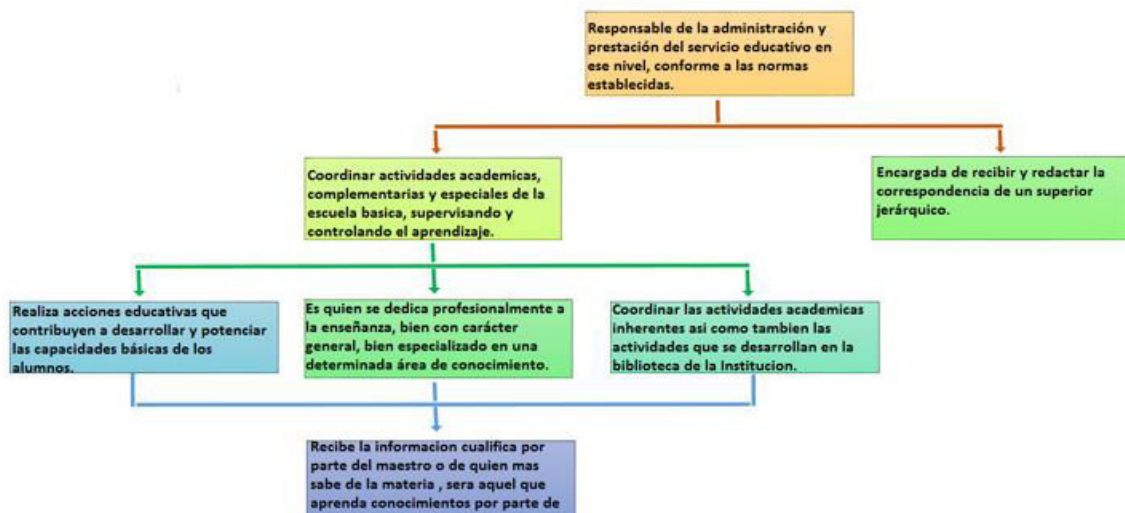 Responsable de la administración y
prestación del servicio educativo en
ese nivel, conforme a las normas
establecidas.
Coordinar actividades academicas,
complementarias y especiales de la
escuela basica, supervisando y
controlando el aprendizaje.
Encargada de recibir y redactar la
correspondencia de un superior
jerárquico.
Realiza acciones educativas que
contribuyen a desarrollar y potenciar
las capacidades básicas de los
alumnos.
Es quien se dedica profesionalmente a
la enseñanza, bien con carácter
general, bien especializado en una
determinada área de conocimiento.
Coordinar las actividades academicas
inherentes asi como tambien las
actividades que se desarrollan en la
biblioteca de la Institucion.
Recibe la informacion cualifica por
parte del maestro o de quien mas
sabe de la materia , sera aquel que
aprenda conocimientos por parte de